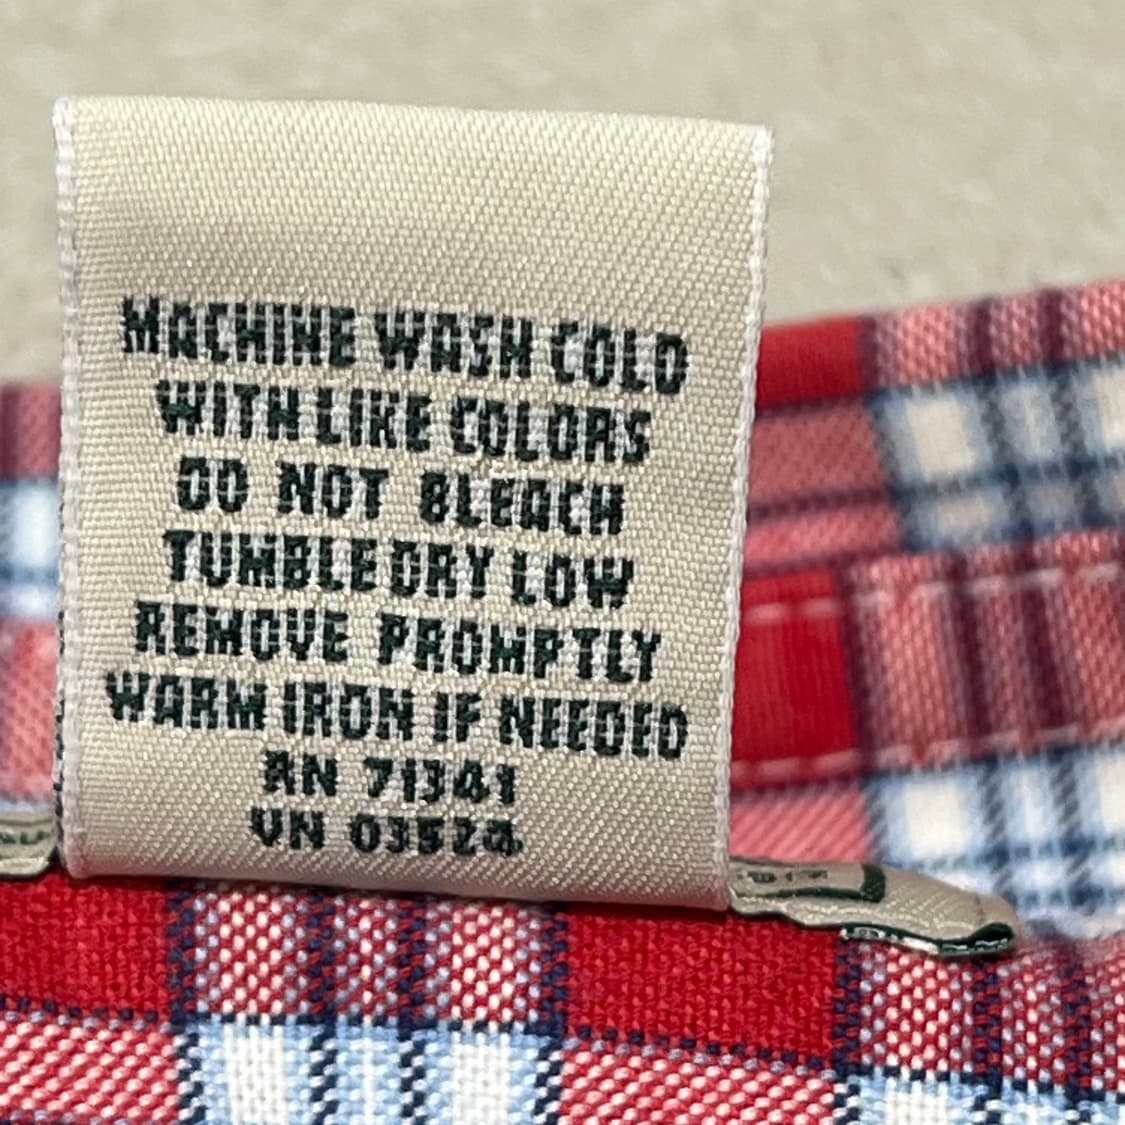 MACHINE WASH COLD
WITH LIKE COLORS
DO NOT BLEACH
TUMBLE DRY LOW
REMOVE PROMPTLY
WARM IRON IF NEEDED
RN 71341
VN 03524